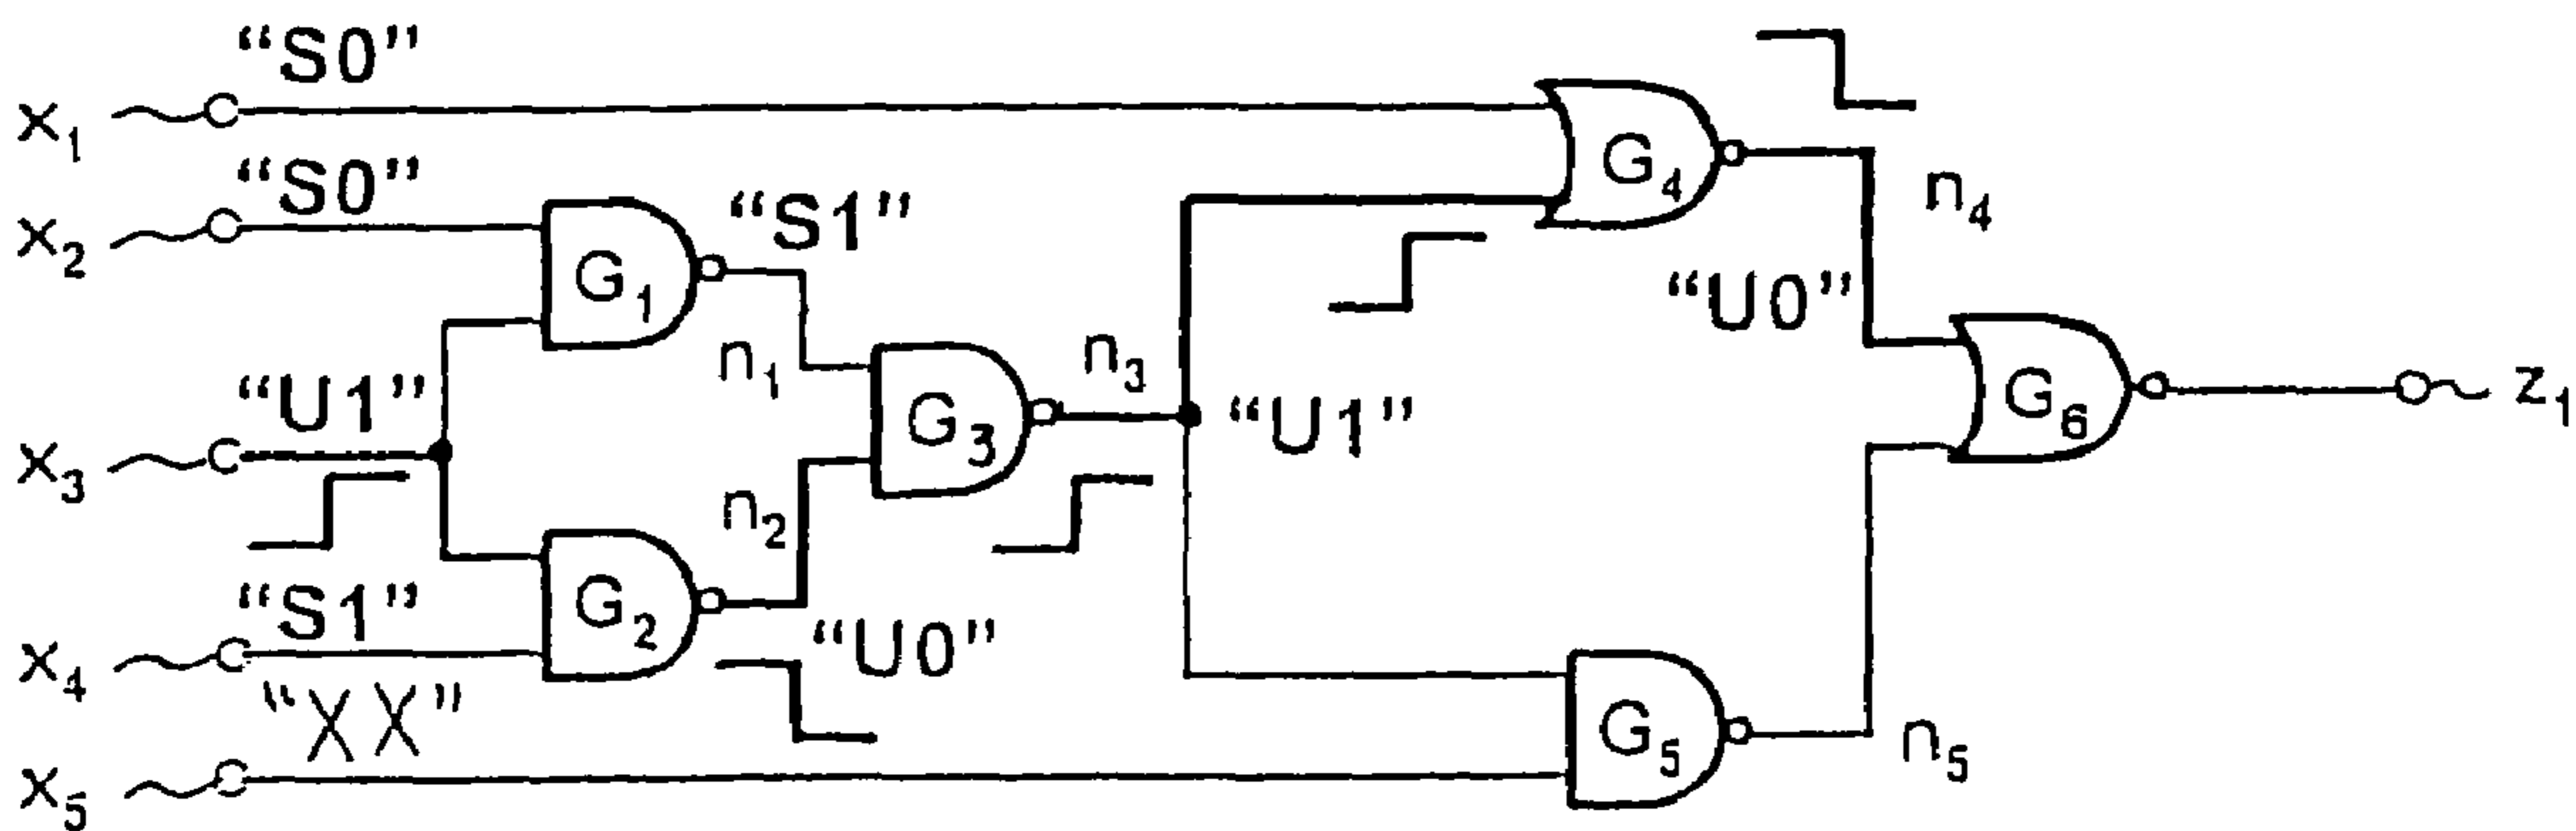 “S0”
x₁
G₄
“S0”
n₄
x₂
“S1”
G₁
“U0”
n₁
n₃
“U1”
G₃
“U1”
G₆
z₁
x₃
n₂
“S1”
G₂
“U0”
x₄
“XX”
G₅
n₅
x₅